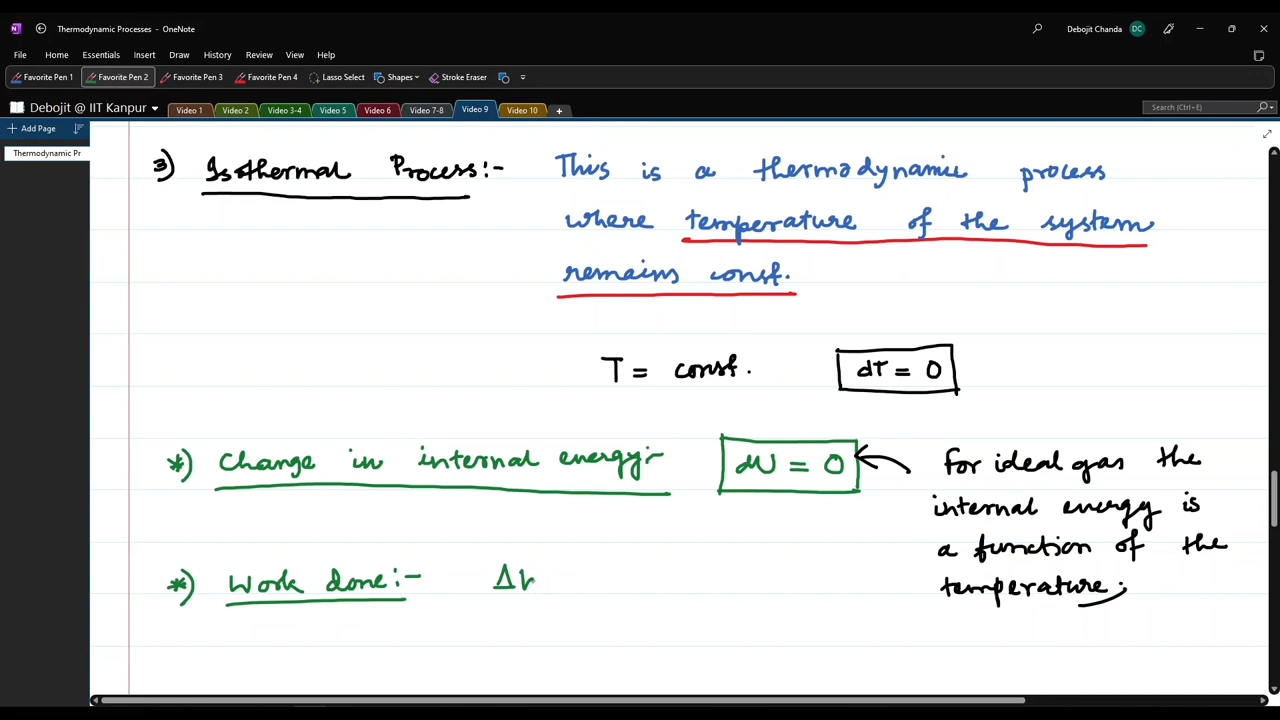 Thermodynamic Processes - OneNote
Debojit Chanda DC
File Home Essentials Insert Draw History Review View Help
Favorite Pen 1 Favorite Pen 2 Favorite Pen 3 Favorite Pen 4 Lasso Select Shapes Stroke Eraser
Debojit @ IIT Kanpur Video 1 Video 2 Video 3-4 Video 5 Video 6 Video 7-8 Video 9 Video 10 + Search (Ctrl+E)
+ Add Page
Thermodynamic Pr
3) Isothermal Process:- This is a thermodynamic process
where temperature of the system
remains const.
T = const. dT = 0
*) Change in internal energy:- dU = 0
for ideal gas the
internal energy is
a function of the
temperature.
*) Work done:- Δ